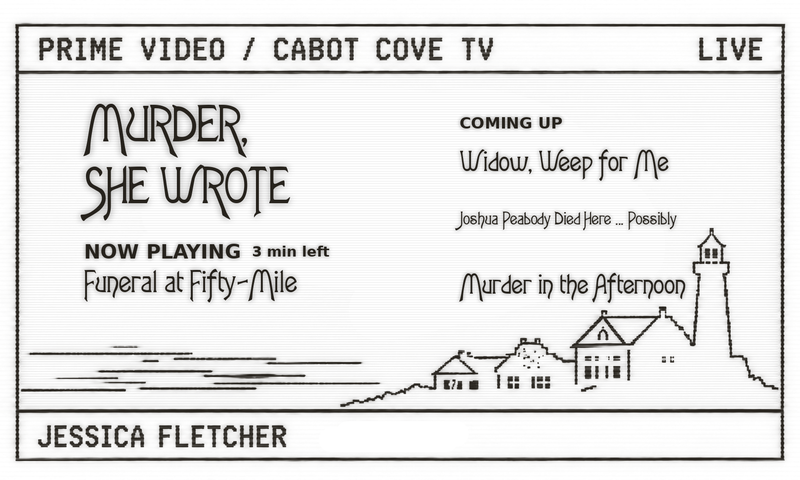 PRIME VIDEO / CABOT COVE TV
LIVE
MURDER,
SHE WROTE
NOW PLAYING 3 min left
Funeral at Fifty-Mile
COMING UP
Widow, Weep for Me
Joshua Peabody Died Here ... Possibly
Murder in the Afternoon
JESSICA FLETCHER